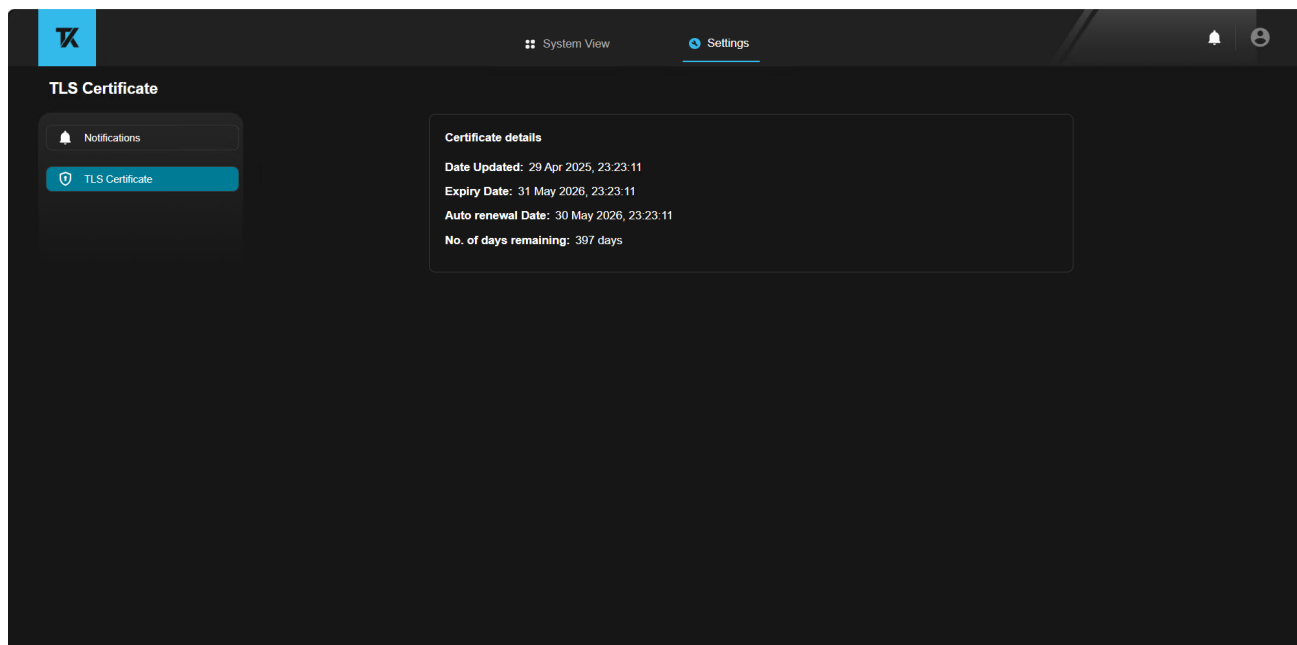 TK
System View
Settings
TLS Certificate
Notifications
TLS Certificate
Certificate details
Date Updated: 29 Apr 2025, 23:23:11
Expiry Date: 31 May 2026, 23:23:11
Auto renewal Date: 30 May 2026, 23:23:11
No. of days remaining: 397 days